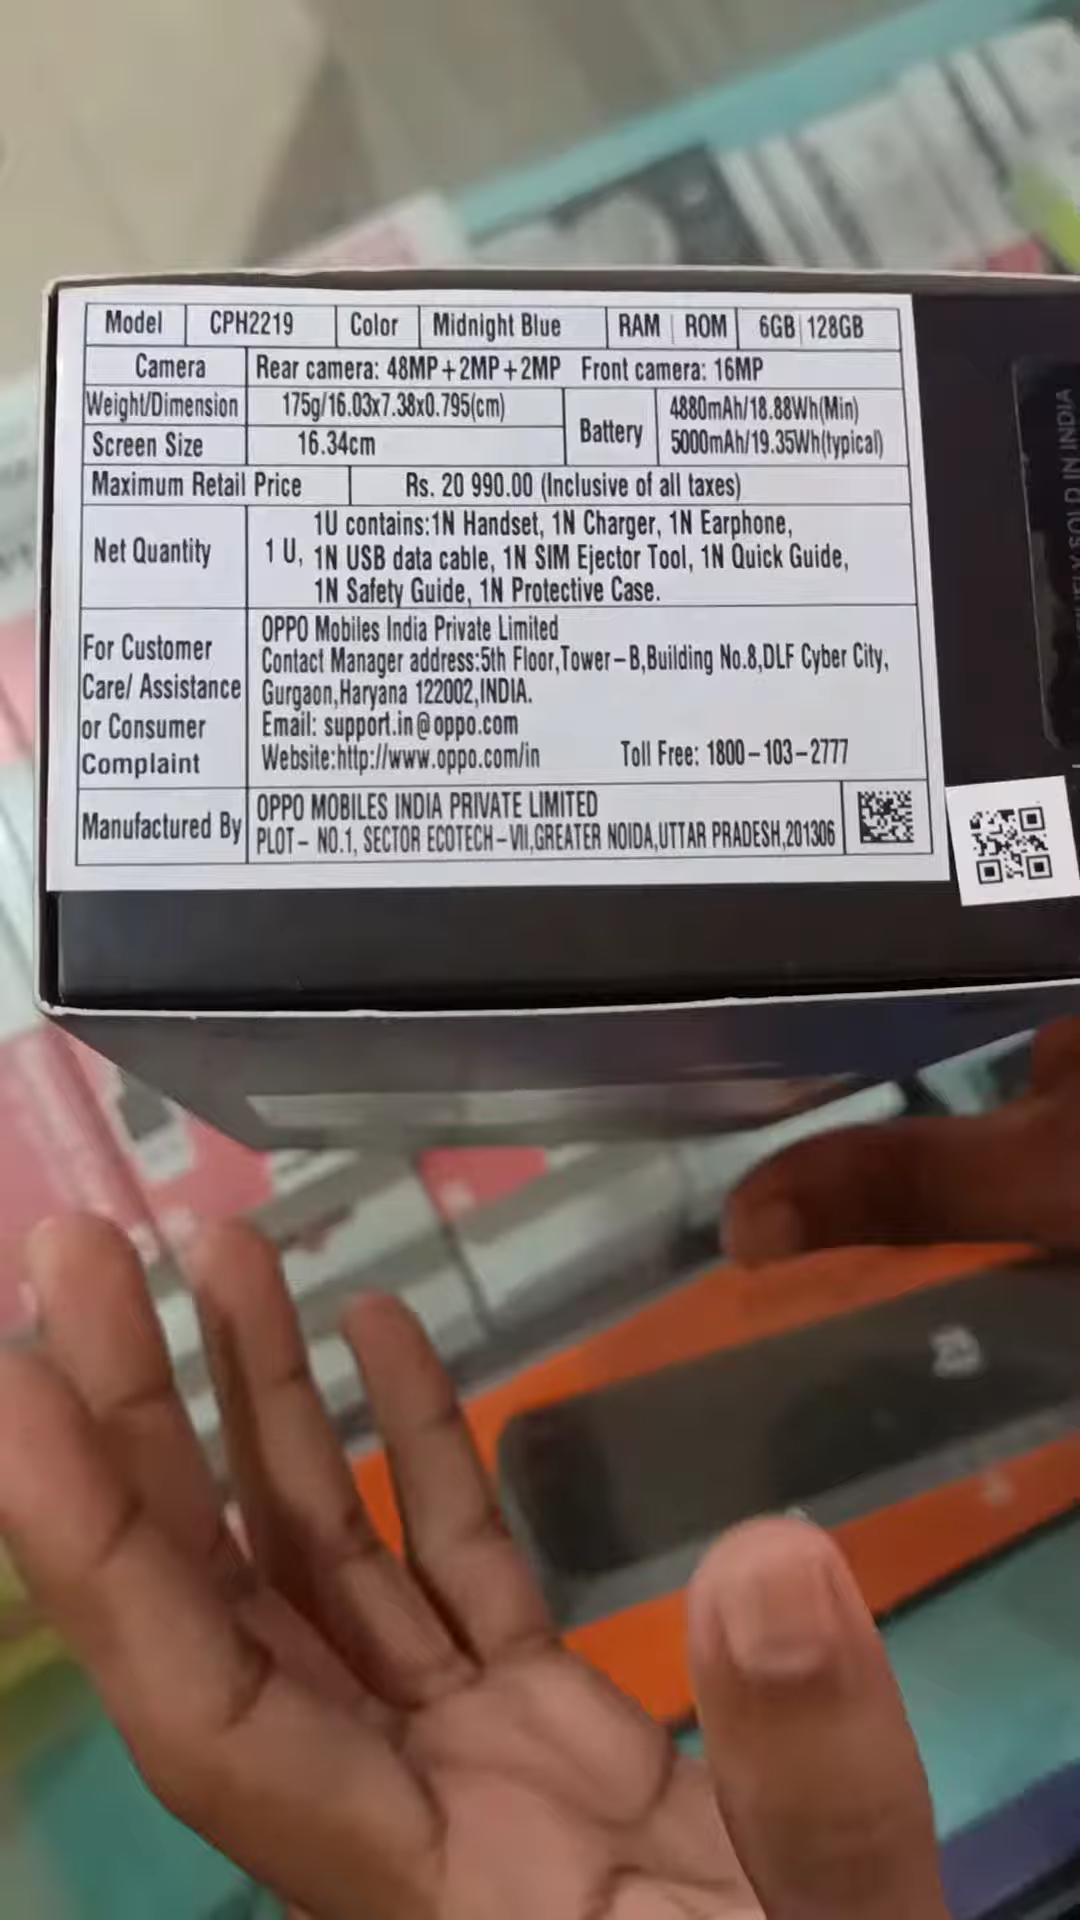 Model CPH2219 Color Midnight Blue RAM ROM 6GB 128GB
Camera Rear camera: 48MP+2MP+2MP Front camera: 16MP
Weight/Dimension 175g/16.03x7.38x0.795(cm)
Screen Size 16.34cm
Battery 4880mAh/18.88Wh(Min)
5000mAh/19.35Wh(typical)
Maximum Retail Price Rs. 20 990.00 (Inclusive of all taxes)
Net Quantity 1 U, 1U contains:1N Handset, 1N Charger, 1N Earphone,
1N USB data cable, 1N SIM Ejector Tool, 1N Quick Guide,
1N Safety Guide, 1N Protective Case.
For Customer
Care/ Assistance
or Consumer
Complaint
OPPO Mobiles India Private Limited
Contact Manager address:5th Floor,Tower-B,Building No.8,DLF Cyber City,
Gurgaon,Haryana 122002,INDIA.
Email: support.in@oppo.com
Website:http://www.oppo.com/in Toll Free: 1800-103-2777
Manufactured By OPPO MOBILES INDIA PRIVATE LIMITED
PLOT- NO.1, SECTOR ECOTECH-VII,GREATER NOIDA,UTTAR PRADESH,201306
SOLD IN INDIA